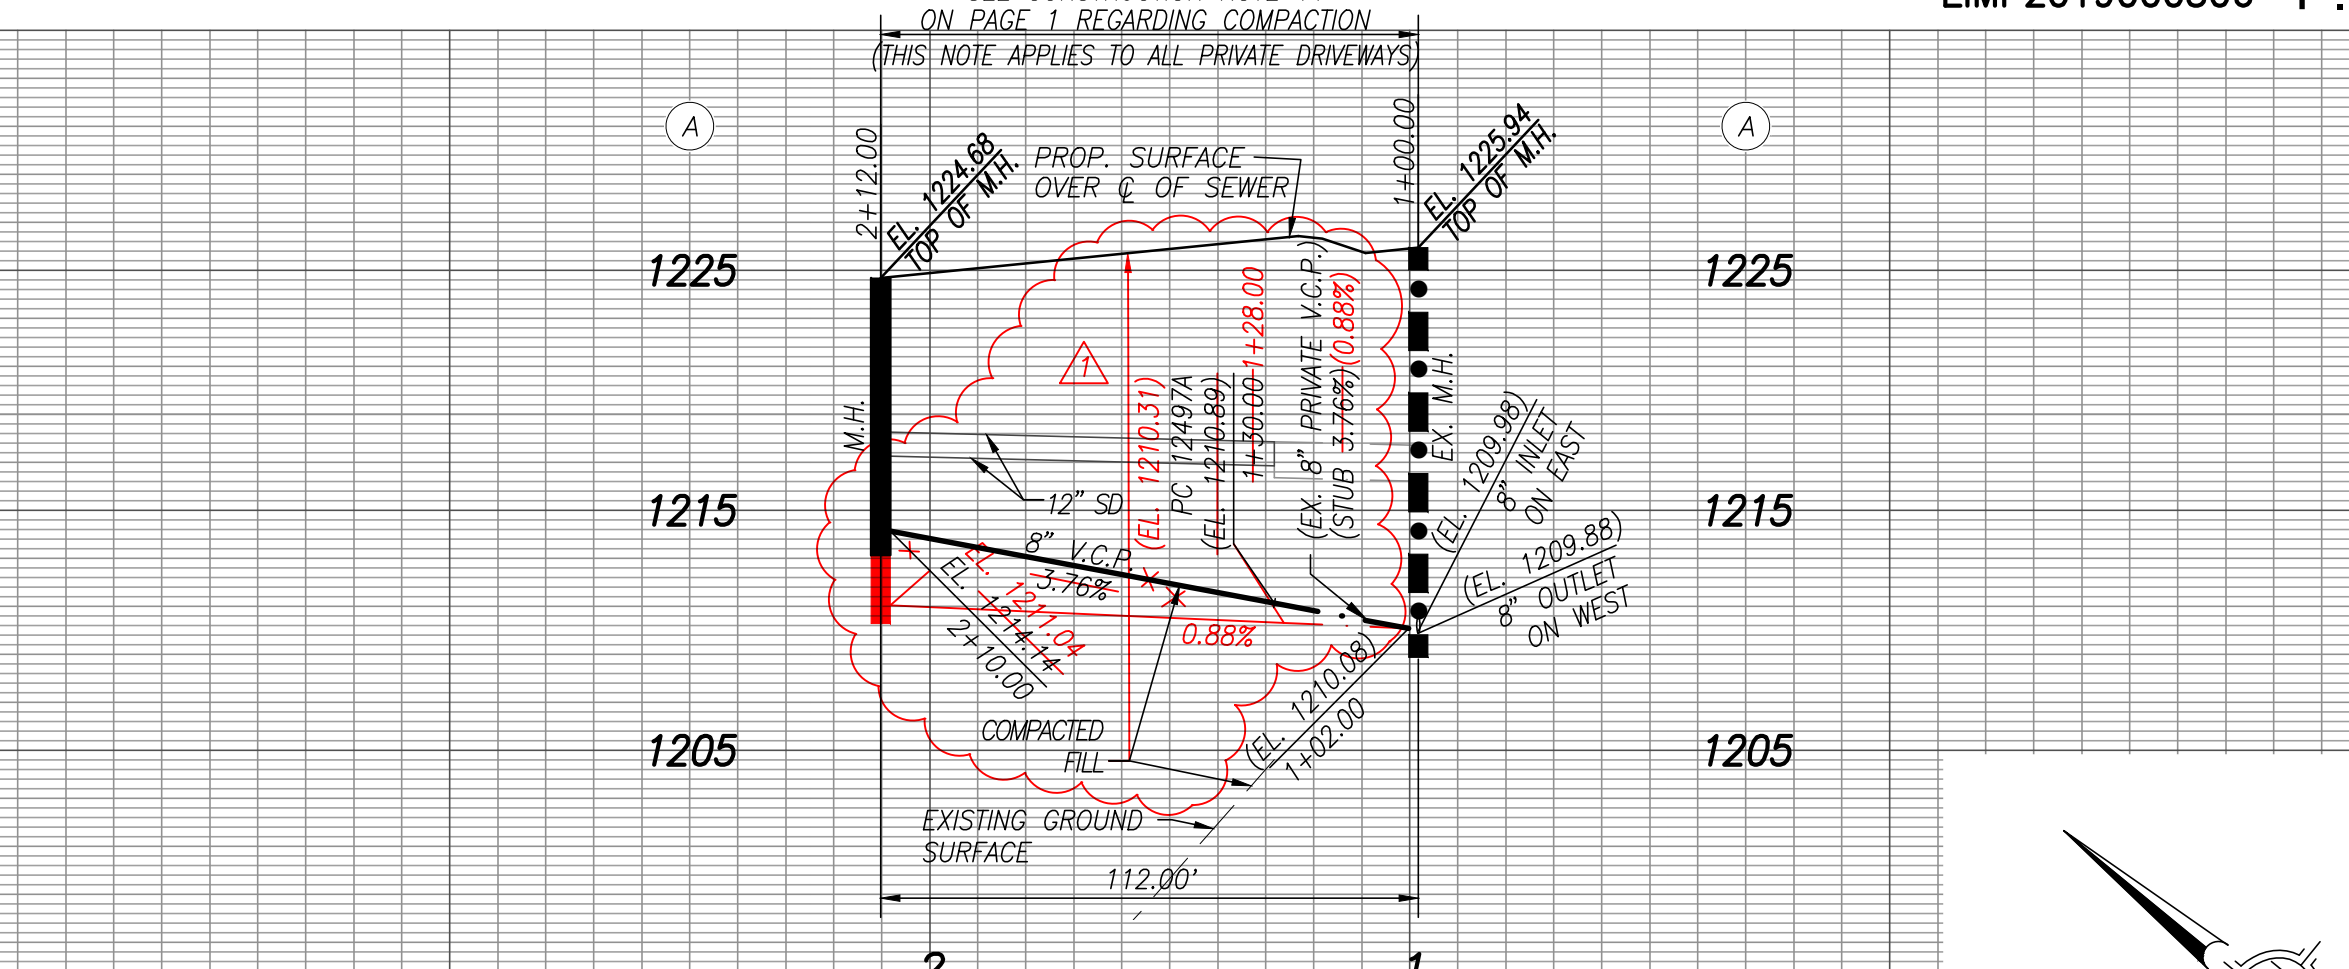 ON PAGE 1 REGARDING COMPACTION
(THIS NOTE APPLIES TO ALL PRIVATE DRIVEWAYS)
A
A
2+12.00
EL. 1224.68
TOP OF M.H.
PROP. SURFACE
OVER ℄ OF SEWER
1+00.00
EL. 1225.94
TOP OF M.H.
1225
1225
1
M.H.
12" SD
(EL. 1210.31)
PC 12497A
(EL. 1210.89)
1+30.00
1+28.00
(EX. 8" PRIVATE V.C.P.)
(STUB 3.76%)
(0.88%)
EX. M.H.
(EL. 1209.98)
8" INLET
ON EAST
1215
1215
8" V.C.P.
3.76%
EL. 1211.04
EL. 1214.14
2+10.00
0.88%
(EL. 1209.88)
8" OUTLET
ON WEST
(EL. 1210.08)
1+02.00
COMPACTED
FILL
1205
1205
EXISTING GROUND
SURFACE
112.00'
2
1